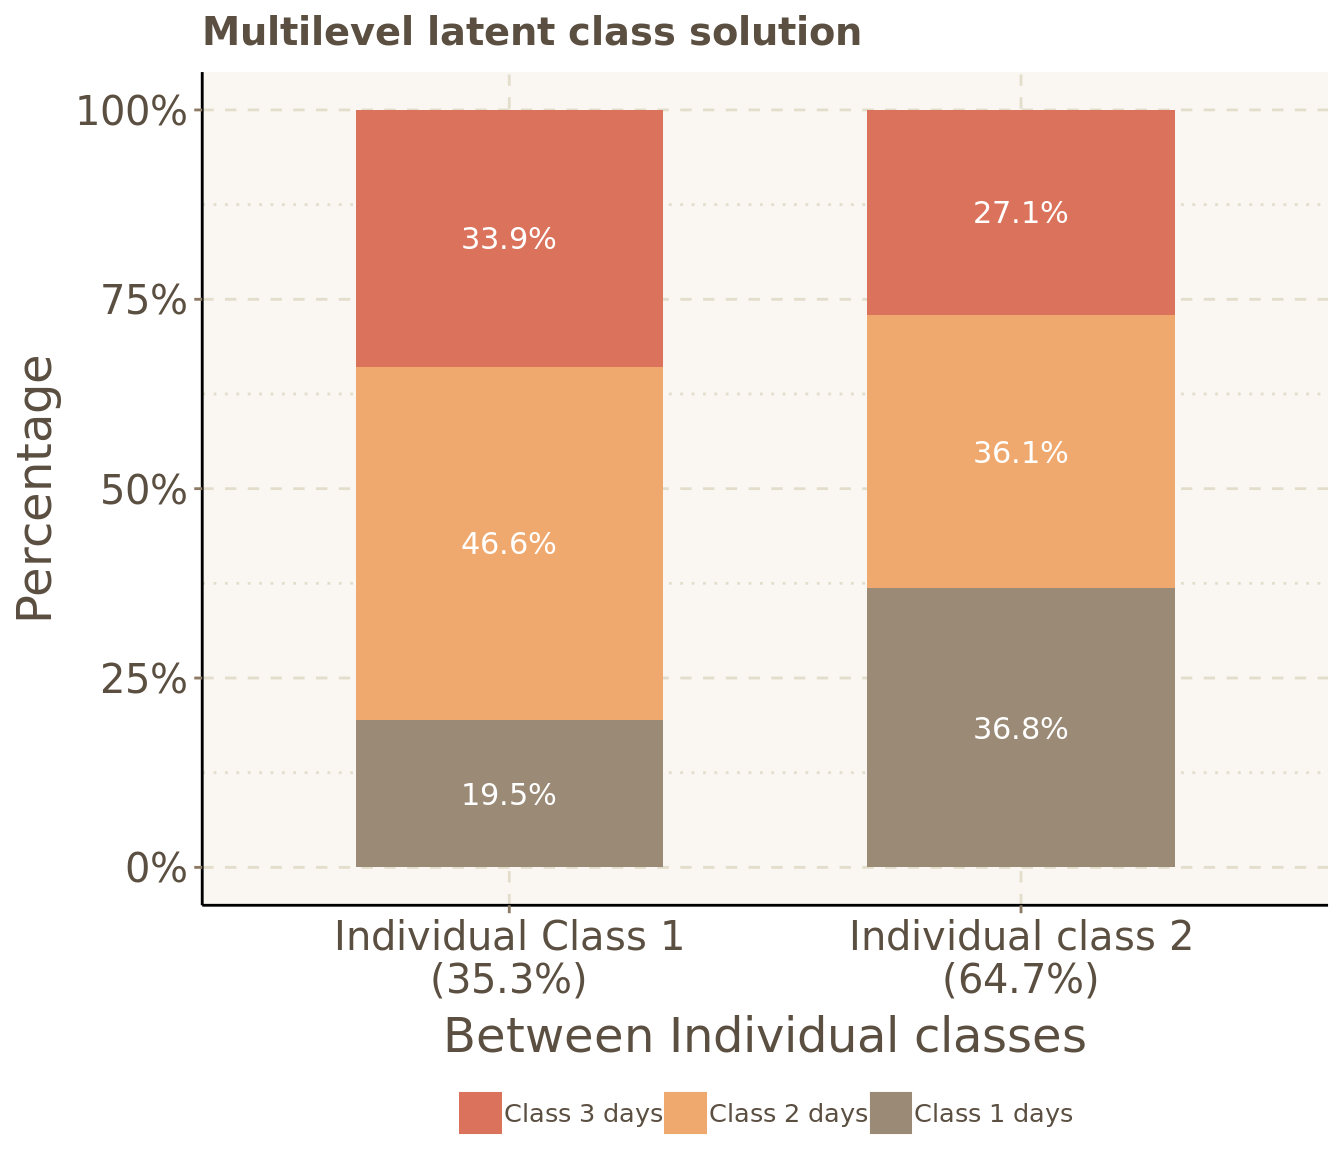 Multilevel latent class solution
100%
75%
50%
25%
0%
Percentage
33.9%
46.6%
19.5%
27.1%
36.1%
36.8%
Individual Class 1
(35.3%)
Individual class 2
(64.7%)
Between Individual classes
Class 3 days
Class 2 days
Class 1 days